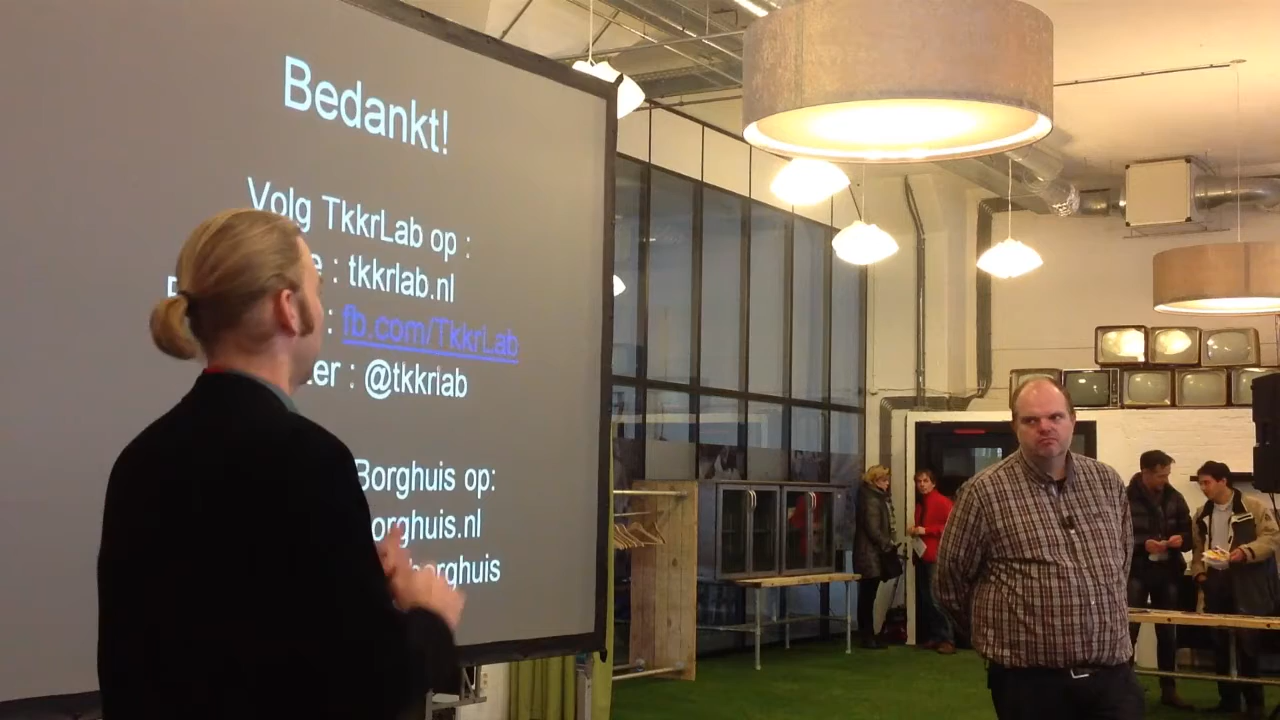 Bedankt!
Volg TkkrLab op :
: tkkrlab.nl
: fb.com/TkkrLab
: @tkkrlab
Borghuis op: